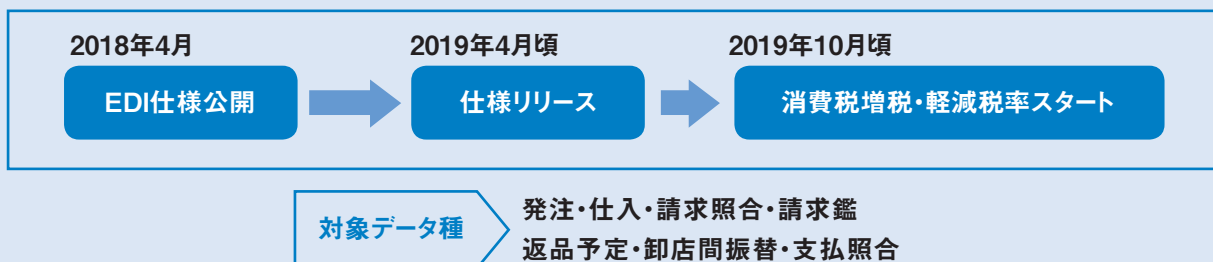 2018年4月
2019年4月頃
2019年10月頃
EDI仕様公開
仕様リリース
消費税増税・軽減税率スタート
対象データ種
発注・仕入・請求照合・請求鑑
返品予定・卸店間振替・支払照合